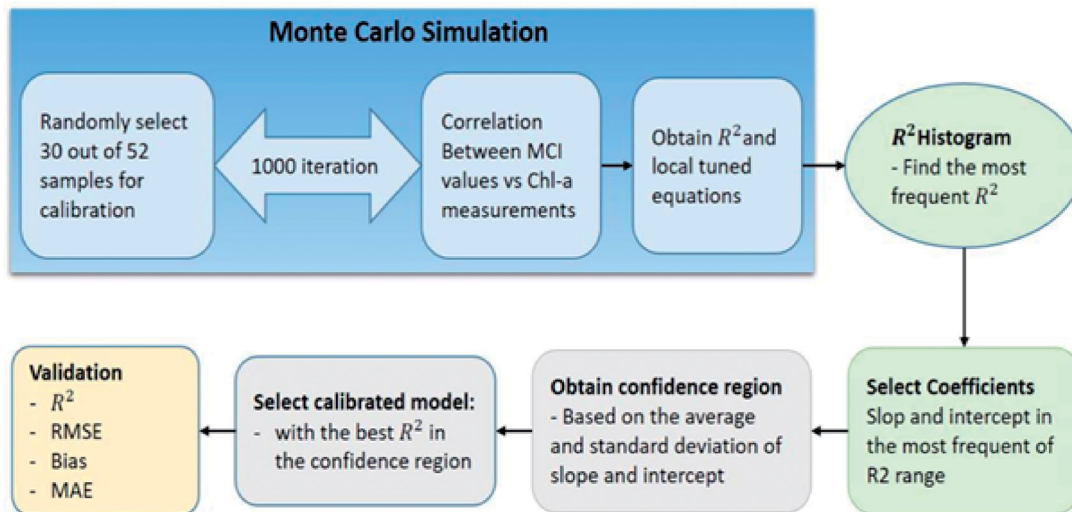 Monte Carlo Simulation
Randomly select
30 out of 52
samples for
calibration
1000 iteration
Correlation
Between MCI
values vs Chl-a
measurements
Obtain R² and
local tuned
equations
R² Histogram
- Find the most
frequent R²
Select Coefficients
Slop and intercept in
the most frequent of
R2 range
Obtain confidence region
- Based on the average
and standard deviation of
slope and intercept
Select calibrated model:
- with the best R² in
the confidence region
Validation
- R²
- RMSE
- Bias
- MAE